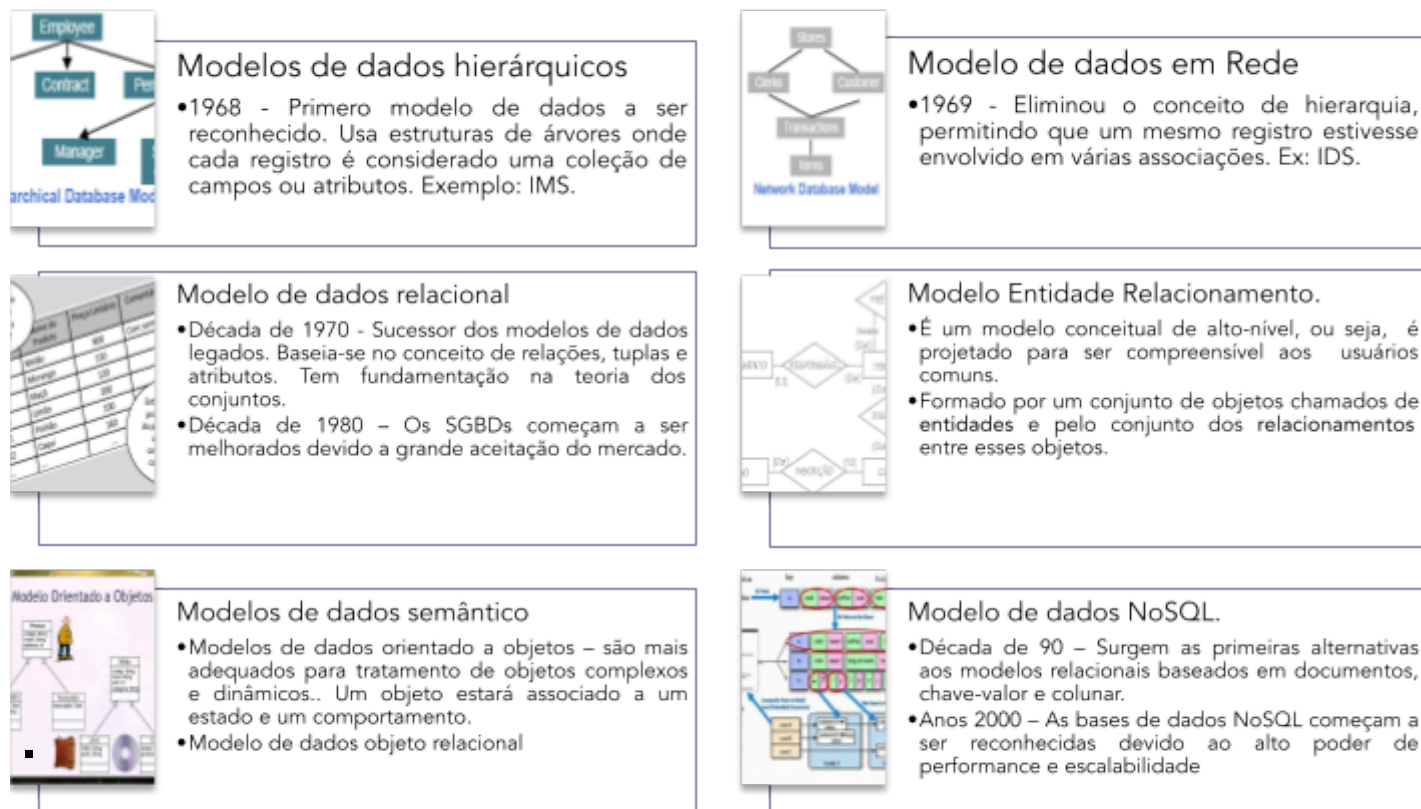 Employee
Contract
Per
Manager
archical Database Mod
Modelos de dados hierárquicos
•1968 - Primero modelo de dados a ser
reconhecido. Usa estruturas de árvores onde
cada registro é considerado uma coleção de
campos ou atributos. Exemplo: IMS.
Stores
Clerks
Customer
Transactions
Items
Network Database Model
Modelo de dados em Rede
•1969 - Eliminou o conceito de hierarquia,
permitindo que um mesmo registro estivesse
envolvido em várias associações. Ex: IDS.
Modelo de dados relacional
•Década de 1970 - Sucessor dos modelos de dados
legados. Baseia-se no conceito de relações, tuplas e
atributos. Tem fundamentação na teoria dos
conjuntos.
•Década de 1980 – Os SGBDs começam a ser
melhorados devido a grande aceitação do mercado.
Modelo Entidade Relacionamento.
•É um modelo conceitual de alto-nível, ou seja, é
projetado para ser compreensível aos usuários
comuns.
•Formado por um conjunto de objetos chamados de
entidades e pelo conjunto dos relacionamentos
entre esses objetos.
Modelo Orientado a Objetos
Modelos de dados semântico
•Modelos de dados orientado a objetos – são mais
adequados para tratamento de objetos complexos
e dinâmicos.. Um objeto estará associado a um
estado e um comportamento.
•Modelo de dados objeto relacional
Modelo de dados NoSQL.
•Década de 90 – Surgem as primeiras alternativas
aos modelos relacionais baseados em documentos,
chave-valor e colunar.
•Anos 2000 – As bases de dados NoSQL começam a
ser reconhecidas devido ao alto poder de
performance e escalabilidade